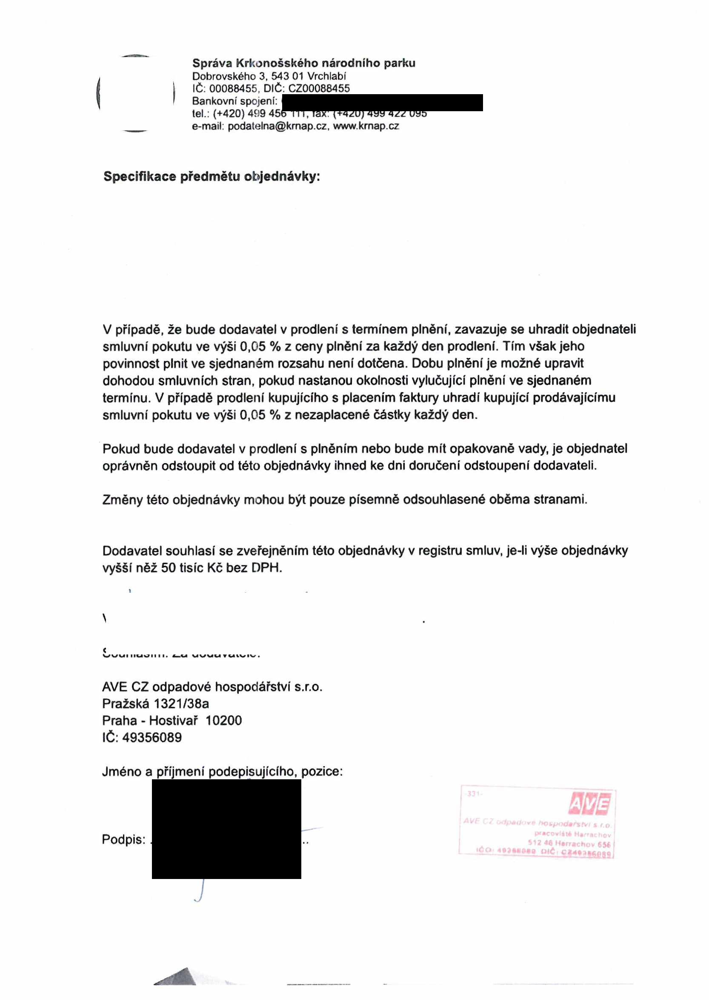 Správa Krkonošského národního parku
Dobrovského 3, 543 01 Vrchlabí
IČ: 00088455, DIČ: CZ00088455
Bankovní spojení:
tel.: (+420) 499 456 111, fax: (+420) 499 422 095
e-mail: podatelna@krnap.cz, www.krnap.cz
Specifikace předmětu objednávky:
V případě, že bude dodavatel v prodlení s termínem plnění, zavazuje se uhradit objednateli
smluvní pokutu ve výši 0,05 % z ceny plnění za každý den prodlení. Tím však jeho
povinnost plnit ve sjednaném rozsahu není dotčena. Dobu plnění je možné upravit
dohodou smluvních stran, pokud nastanou okolnosti vylučující plnění ve sjednaném
termínu. V případě prodlení kupujícího s placením faktury uhradí kupující prodávajícímu
smluvní pokutu ve výši 0,05 % z nezaplacené částky každý den.
Pokud bude dodavatel v prodlení s plněním nebo bude mít opakovaně vady, je objednatel
oprávněn odstoupit od této objednávky ihned ke dni doručení odstoupení dodavateli.
Změny této objednávky mohou být pouze písemně odsouhlasené oběma stranami.
Dodavatel souhlasí se zveřejněním této objednávky v registru smluv, je-li výše objednávky
vyšší něž 50 tisíc Kč bez DPH.
Souhlasím: Za dodavatele:
AVE CZ odpadové hospodářství s.r.o.
Pražská 1321/38a
Praha - Hostivař 10200
IČ: 49356089
Jméno a příjmení podepisujícího, pozice:
Podpis:
-331-
AVE
AVE CZ odpadové hospodářství s.r.o.
pracoviště Harrachov
512 46 Harrachov 656
IČO: 49356089 DIČ: CZ49356089